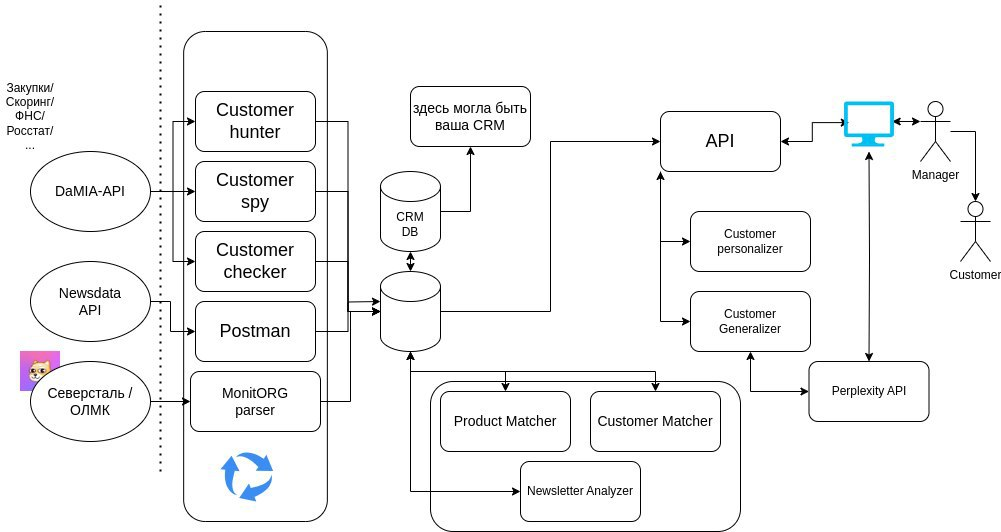 Закупки/
Скоринг/
ФНС/
Росстат/
...
DaMIA-API
Newsdata
API
Северсталь /
ОЛМК
Customer
hunter
Customer
spy
Customer
checker
Postman
MonitORG
parser
здесь могла быть
ваша CRM
CRM
DB
API
Customer
personalizer
Customer
Generalizer
Perplexity API
Product Matcher
Customer Matcher
Newsletter Analyzer
Manager
Customer